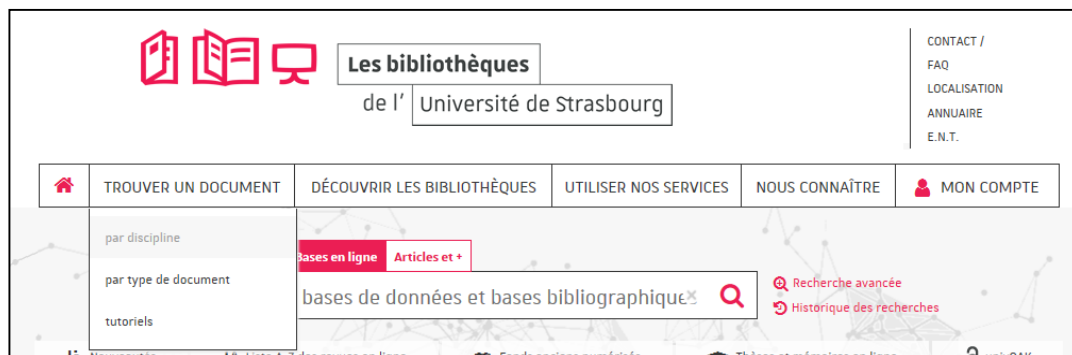 Les bibliothèques
de l' Université de Strasbourg
CONTACT /
FAQ
LOCALISATION
ANNUAIRE
E.N.T.
TROUVER UN DOCUMENT DÉCOUVRIR LES BIBLIOTHÈQUES UTILISER NOS SERVICES NOUS CONNAÎTRE MON COMPTE
par discipline
par type de document
tutoriels
Bases en ligne Articles et +
bases de données et bases bibliographiques ×
Recherche avancée
Historique des recherches